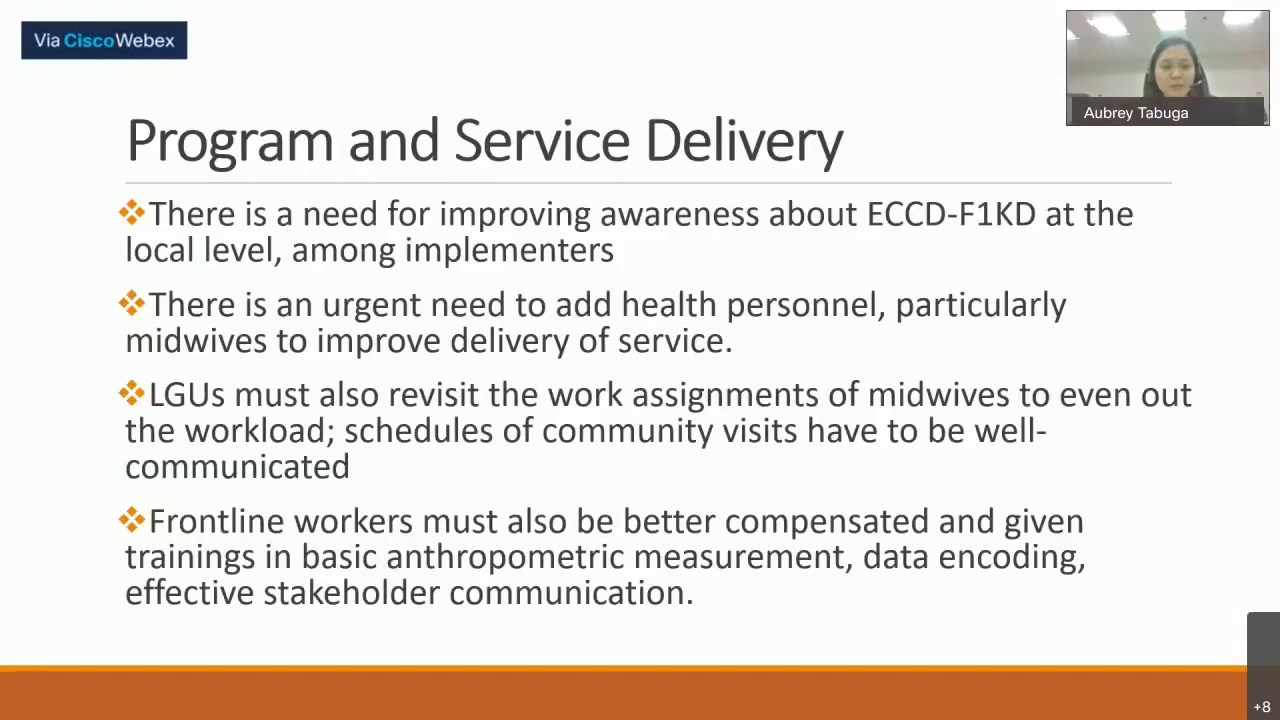 Via CiscoWebex
Aubrey Tabuga
Program and Service Delivery
There is a need for improving awareness about ECCD-F1KD at the
local level, among implementers
There is an urgent need to add health personnel, particularly
midwives to improve delivery of service.
LGUs must also revisit the work assignments of midwives to even out
the workload; schedules of community visits have to be well-
communicated
Frontline workers must also be better compensated and given
trainings in basic anthropometric measurement, data encoding,
effective stakeholder communication.
+8